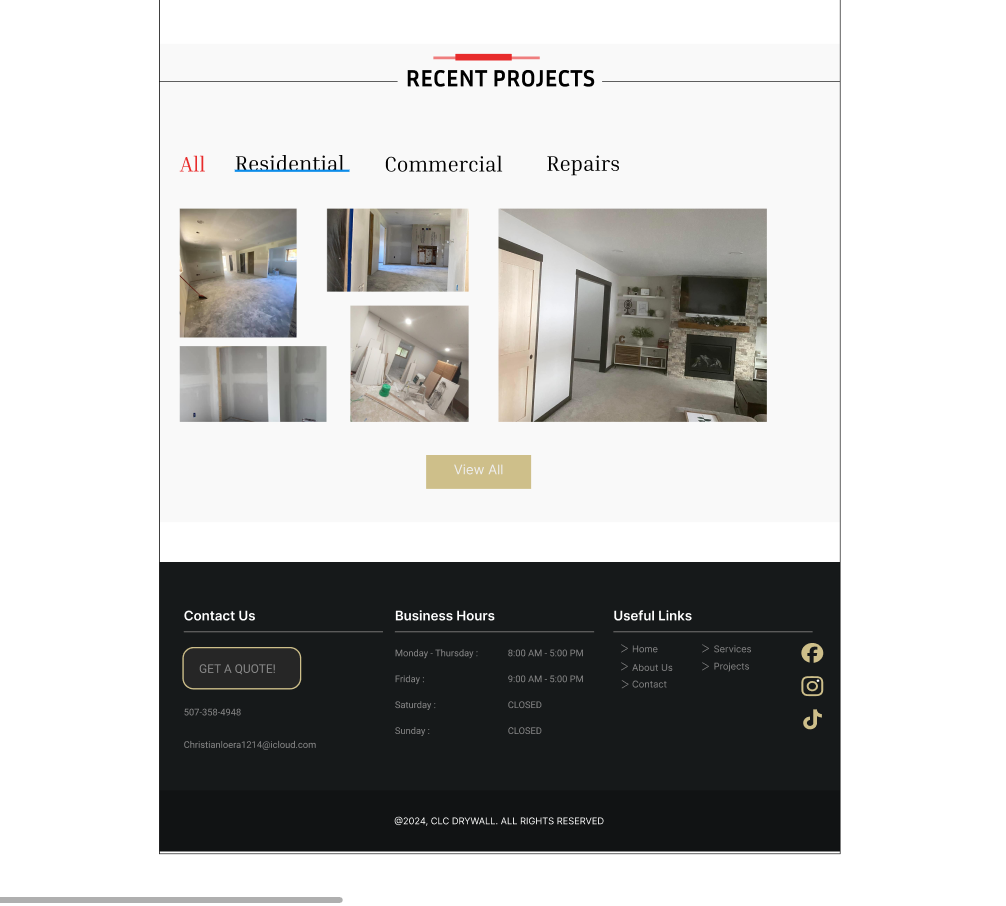 RECENT PROJECTS
All Residential Commercial Repairs
View All
Contact Us
GET A QUOTE!
507-358-4948
Christianloera1214@icloud.com
Business Hours
Monday - Thursday : 8:00 AM - 5:00 PM
Friday : 9:00 AM - 5:00 PM
Saturday : CLOSED
Sunday : CLOSED
Useful Links
> Home > Services
> About Us > Projects
> Contact
@2024, CLC DRYWALL. ALL RIGHTS RESERVED